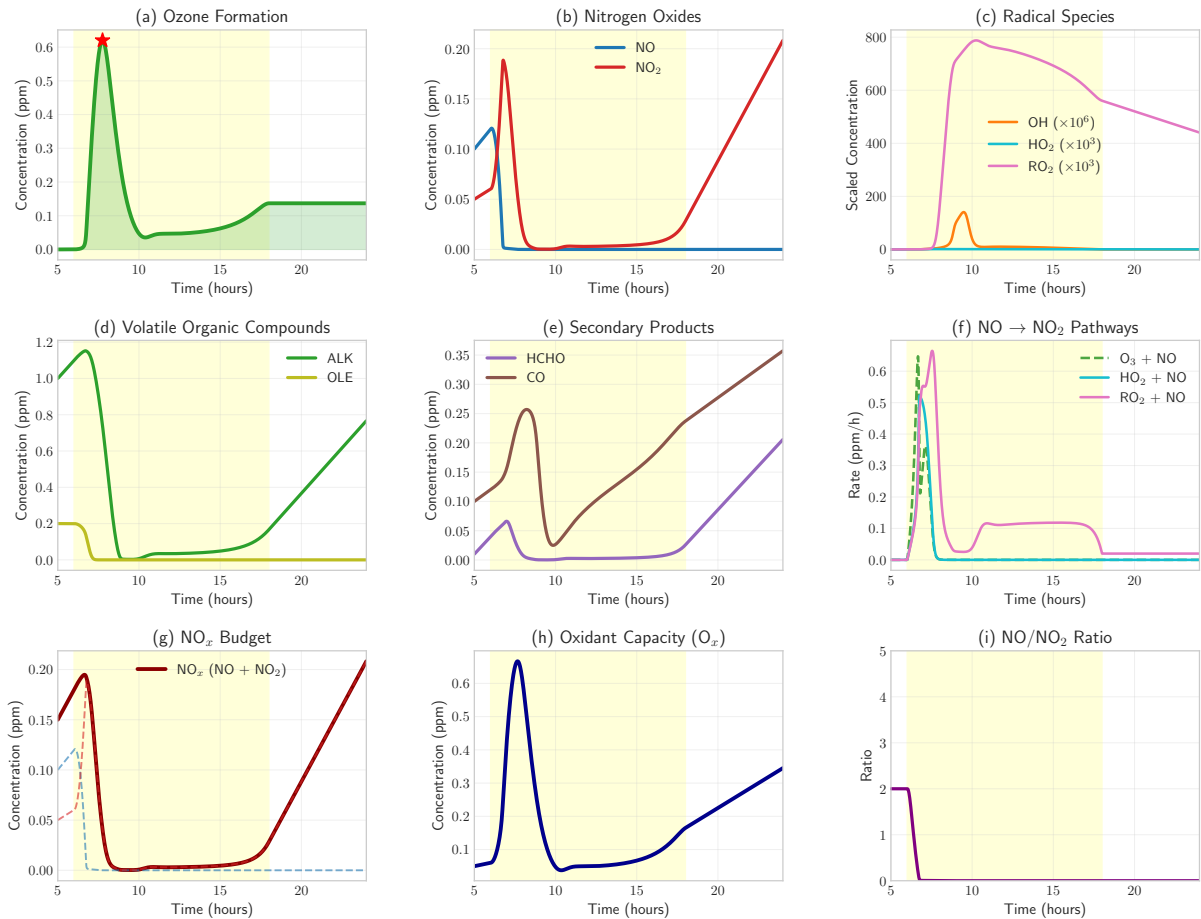 (a) Ozone Formation
Concentration (ppm)
0.6
0.5
0.4
0.3
0.2
0.1
0.0
5 10 15 20
Time (hours)
(b) Nitrogen Oxides
Concentration (ppm)
0.20
0.15
0.10
0.05
0.00
NO
NO₂
5 10 15 20
Time (hours)
(c) Radical Species
Scaled Concentration
800
600
400
200
0
OH (×10⁶)
HO₂ (×10³)
RO₂ (×10³)
5 10 15 20
Time (hours)
(d) Volatile Organic Compounds
Concentration (ppm)
1.2
1.0
0.8
0.6
0.4
0.2
0.0
ALK
OLE
5 10 15 20
Time (hours)
(e) Secondary Products
Concentration (ppm)
0.35
0.30
0.25
0.20
0.15
0.10
0.05
0.00
HCHO
CO
5 10 15 20
Time (hours)
(f) NO → NO₂ Pathways
Rate (ppm/h)
0.6
0.5
0.4
0.3
0.2
0.1
0.0
O₃ + NO
HO₂ + NO
RO₂ + NO
5 10 15 20
Time (hours)
(g) NOₓ Budget
Concentration (ppm)
0.20
0.15
0.10
0.05
0.00
NOₓ (NO + NO₂)
5 10 15 20
Time (hours)
(h) Oxidant Capacity (Oₓ)
Concentration (ppm)
0.6
0.5
0.4
0.3
0.2
0.1
5 10 15 20
Time (hours)
(i) NO/NO₂ Ratio
Ratio
5
4
3
2
1
0
5 10 15 20
Time (hours)